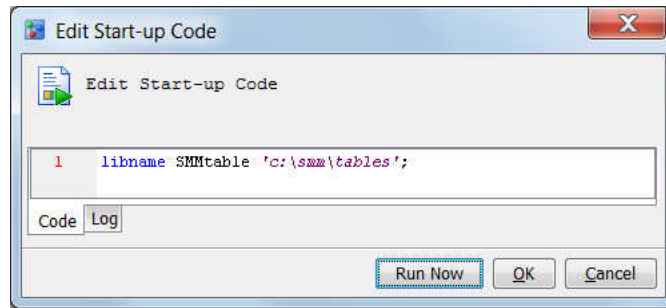 Edit Start-up Code
Edit Start-up Code
1 libname SMMtable 'c:\smm\tables';
Code Log
Run Now OK Cancel